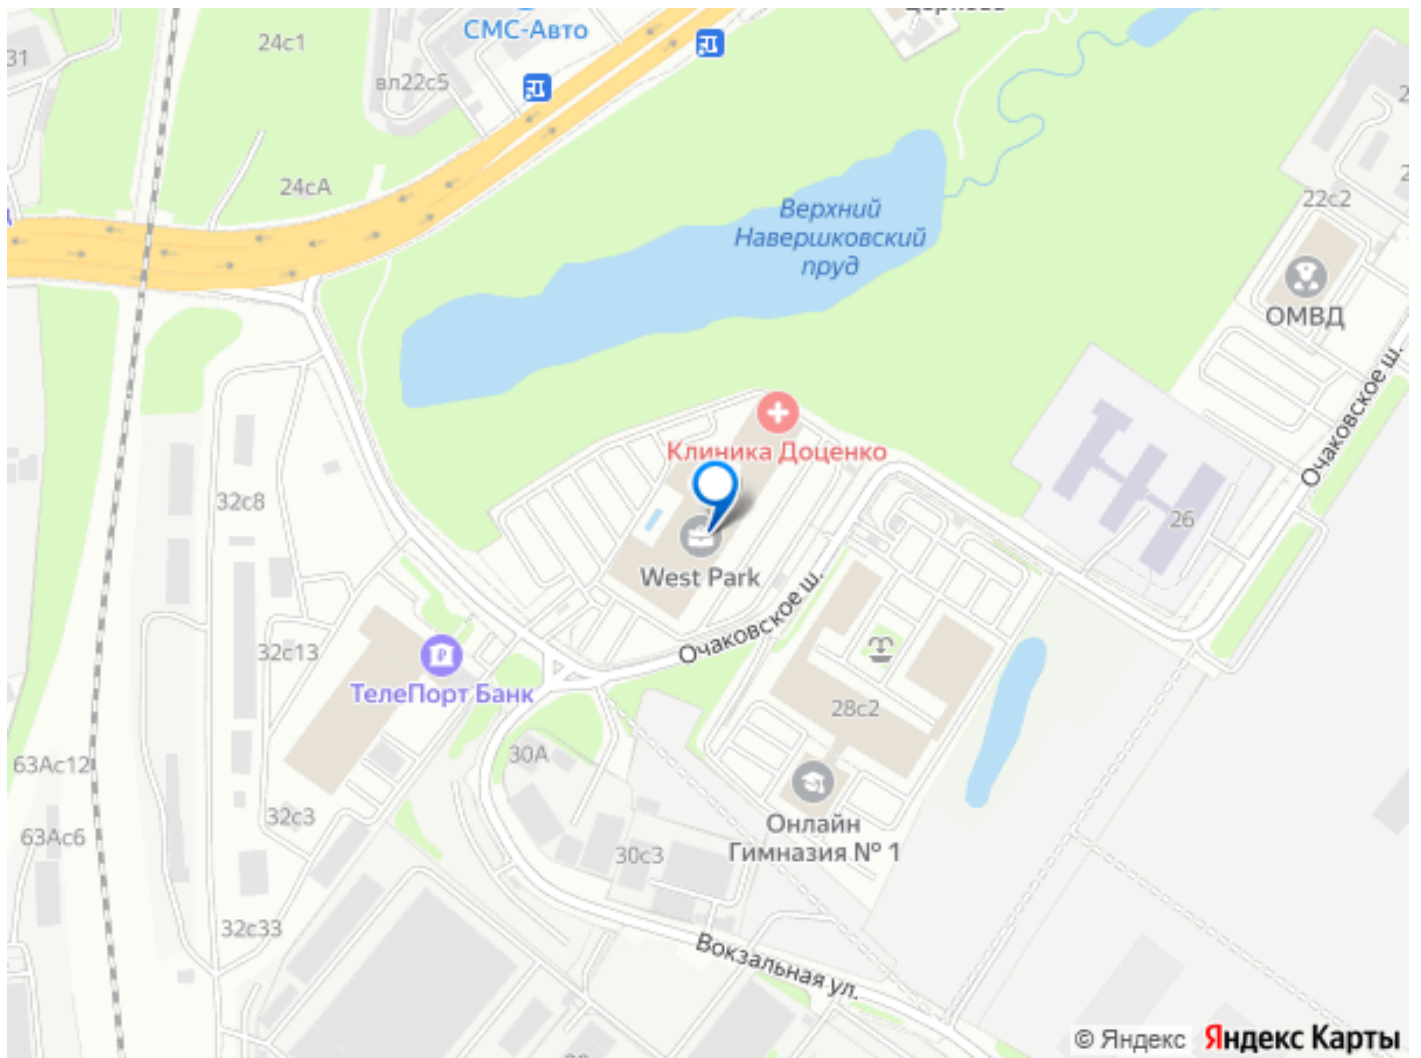 СМС-Авто
24с1
31
вл22с5
24сА
22с2
Верхний
Навершковский
пруд
ОМВД
Очаковское ш.
Клиника Доценко
32с8
26
West Park
Очаковское ш.
32с13
ТелеПорт Банк
28с2
30А
63Ас12
32с3
63Ас6
Онлайн
Гимназия № 1
30с3
32с33
Вокзальная ул.
© Яндекс Яндекс Карты